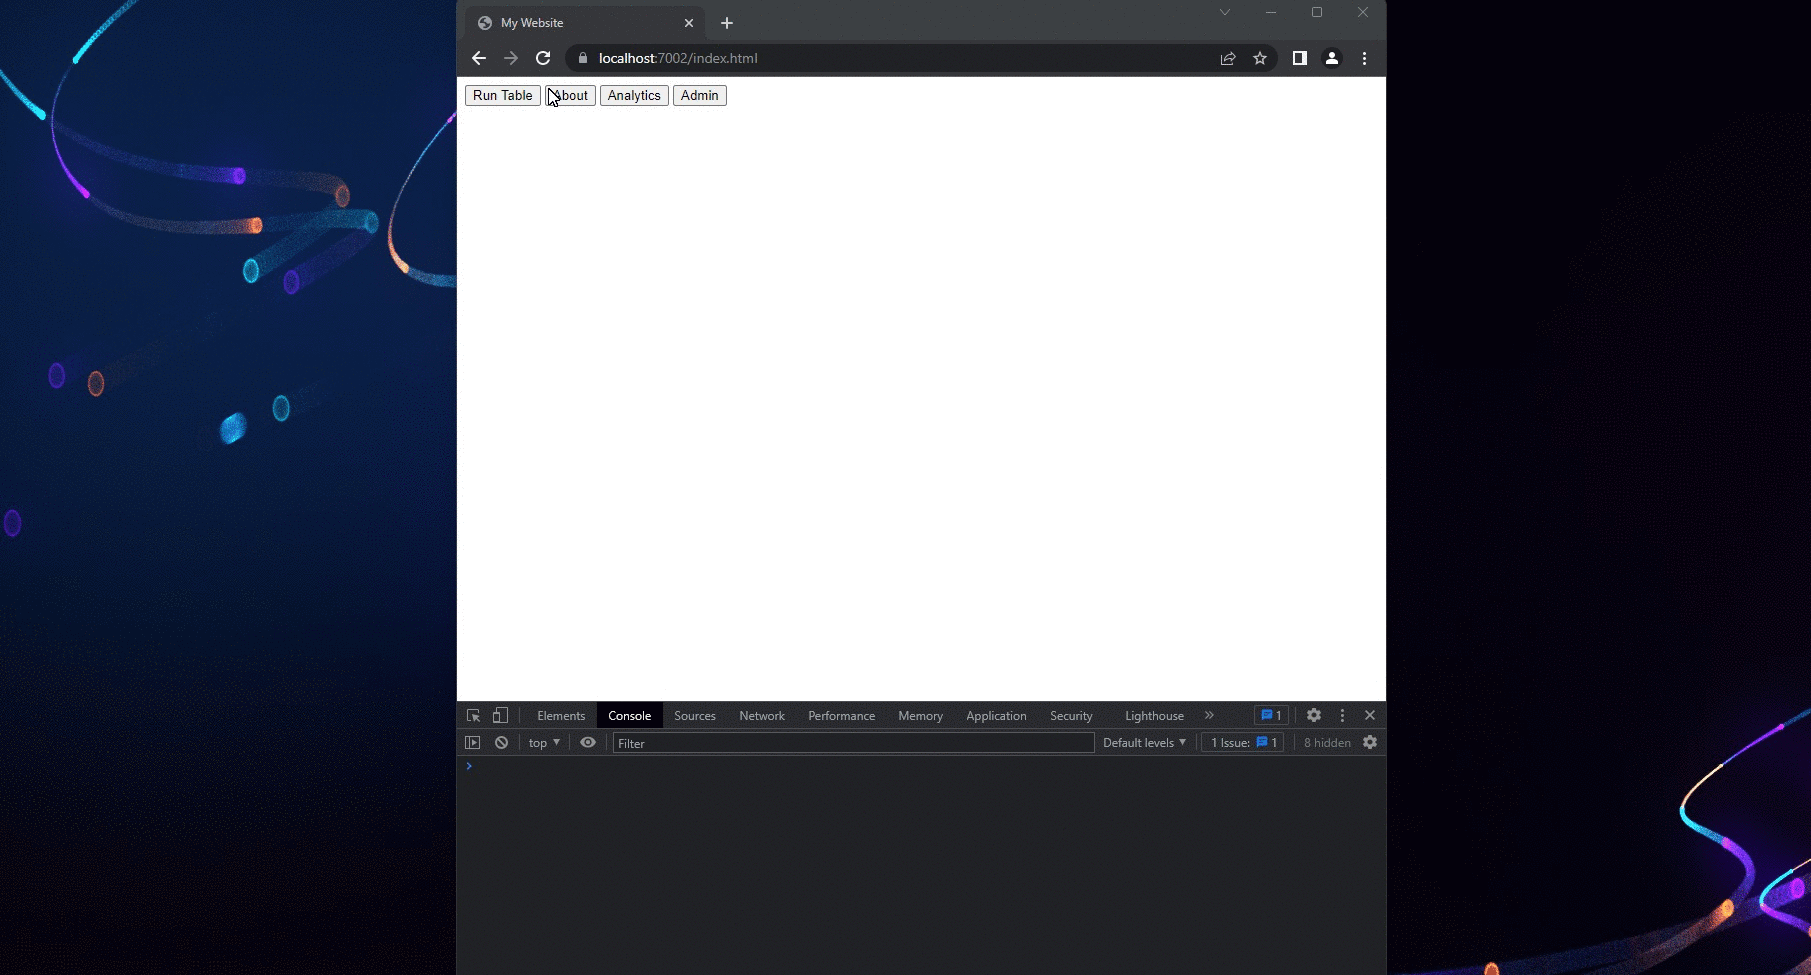 My Website
localhost:7002/index.html
Run Table About Analytics Admin
Elements Console Sources Network Performance Memory Application Security Lighthouse » 1
top Filter Default levels 1 Issue: 1 8 hidden